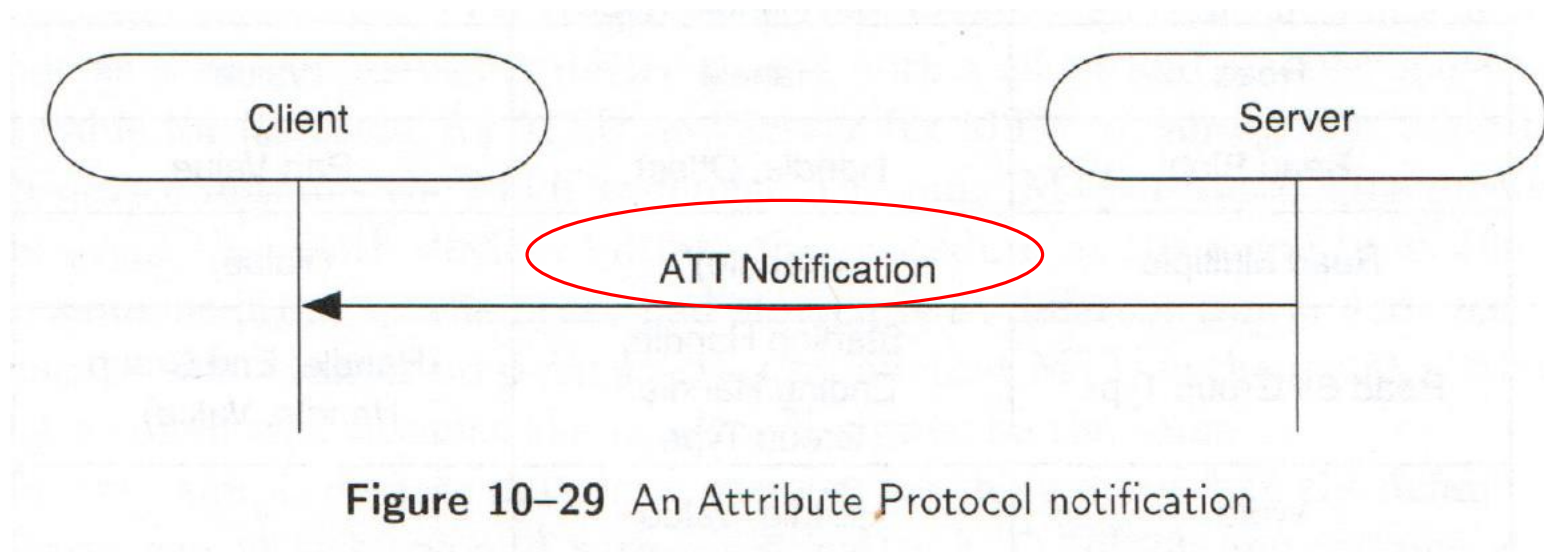 Client
Server
ATT Notification
Figure 10–29 An Attribute Protocol notification